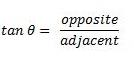 tan θ = opposite / adjacent